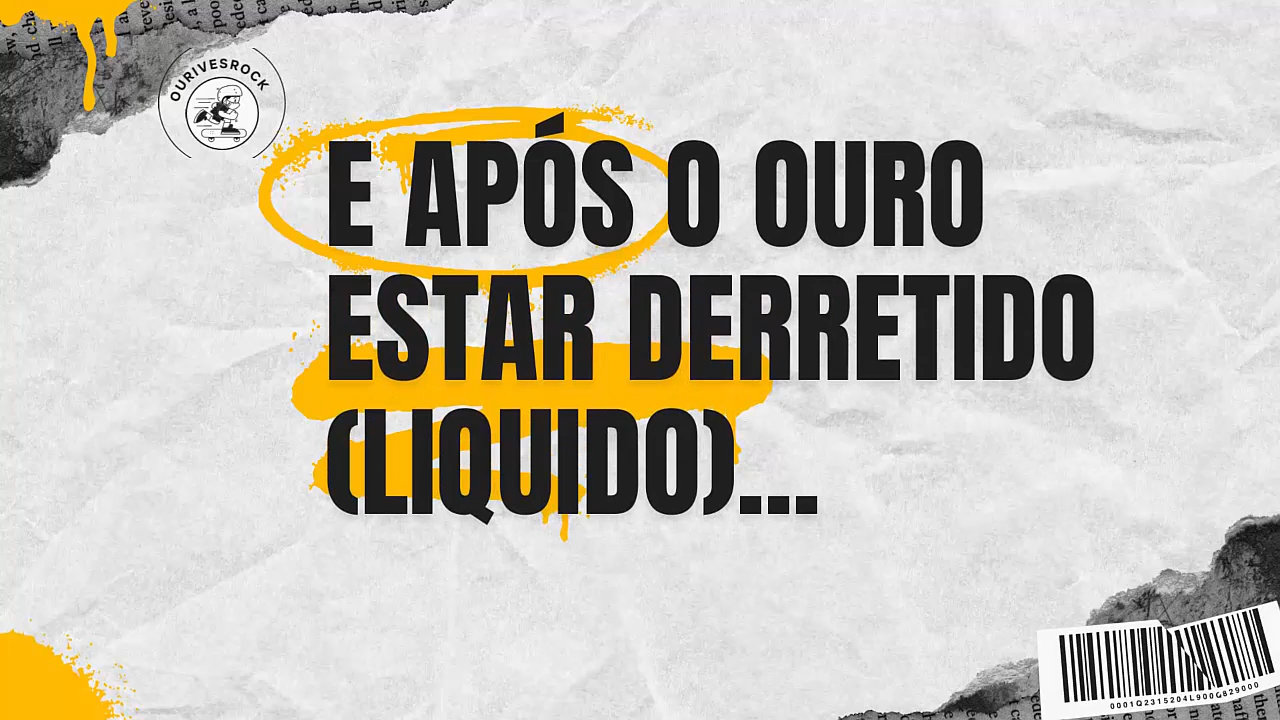 OURIVESROCK
E APÓS O OURO
ESTAR DERRETIDO
(LIQUIDO)...